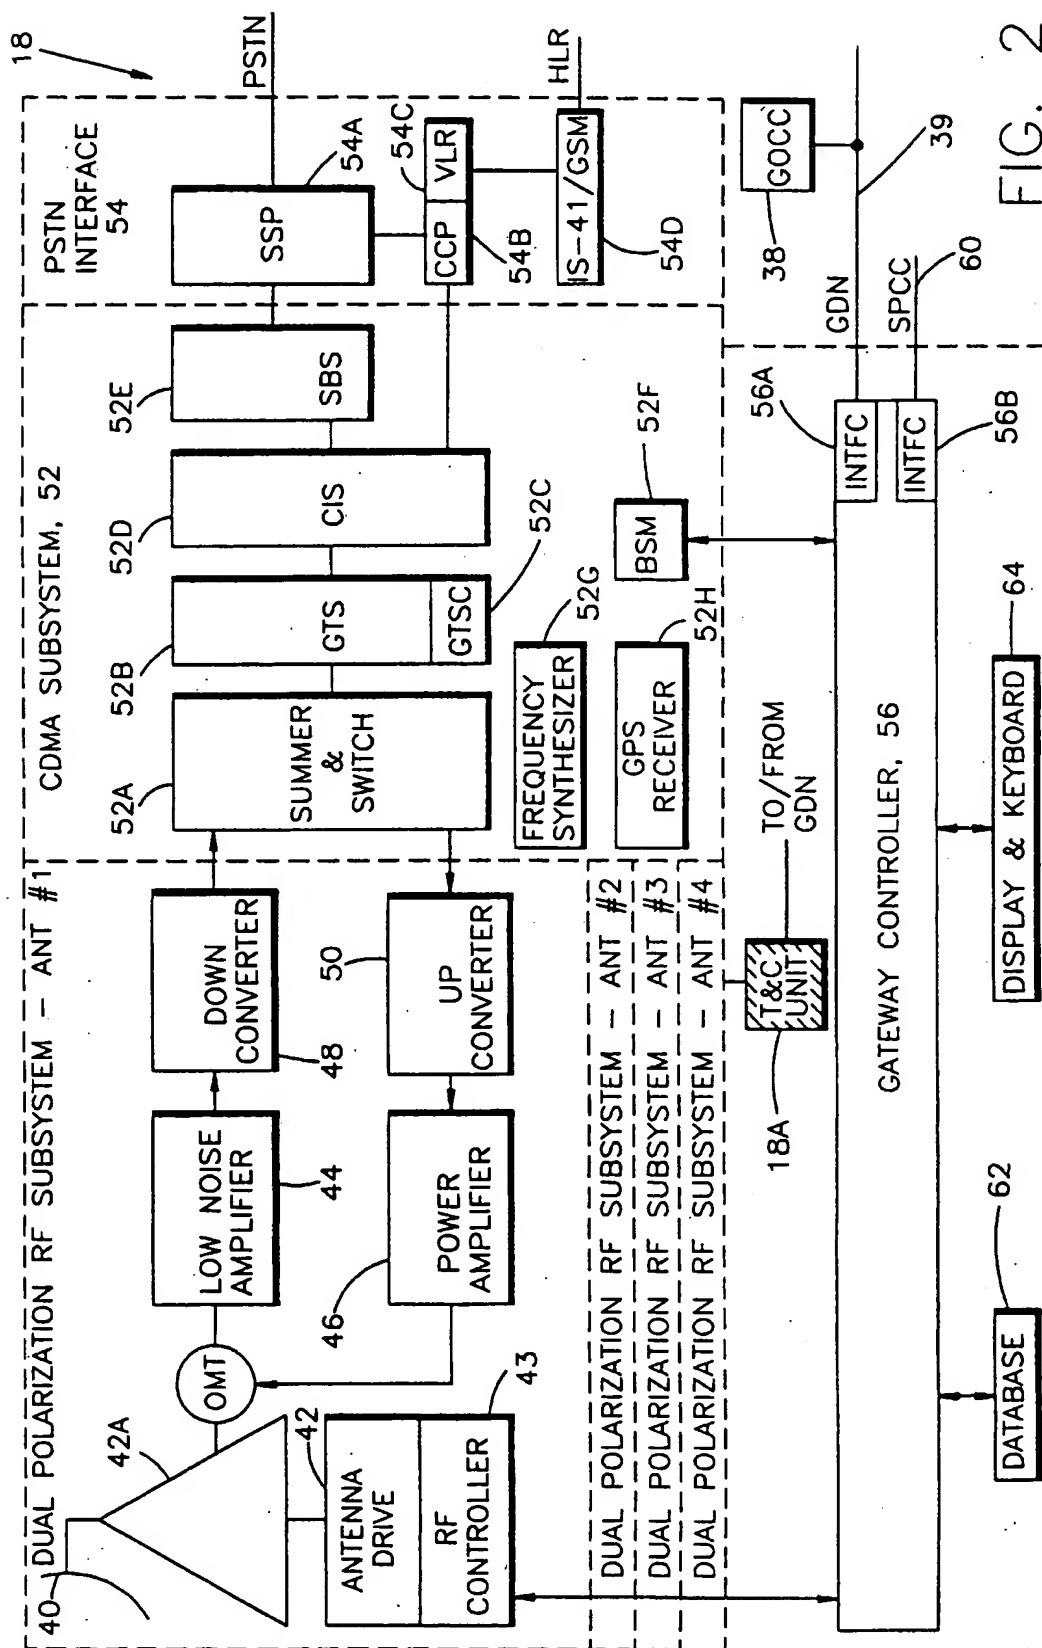 18
DUAL POLARIZATION RF SUBSYSTEM - ANT #1
CDMA SUBSYSTEM, 52
PSTN
INTERFACE
54
PSTN
40
42A
OMT
LOW NOISE
AMPLIFIER
44
DOWN
CONVERTER
48
52A
SUMMER
&
SWITCH
52B
GTS
GTSC
52C
52D
CIS
52E
SBS
SSP
54A
CCP
VLR
54C
54B
HLR
IS-41/GSM
54D
42
ANTENNA
DRIVE
RF
CONTROLLER
43
46
POWER
AMPLIFIER
50
UP
CONVERTER
FREQUENCY
SYNTHESIZER
52G
GPS
RECEIVER
52H
BSM
52F
DUAL POLARIZATION RF SUBSYSTEM - ANT #2
DUAL POLARIZATION RF SUBSYSTEM - ANT #3
DUAL POLARIZATION RF SUBSYSTEM - ANT #4
18A
T&C
UNIT
TO/FROM
GDN
GOCC
38
39
GDN
SPCC
60
56A
INTFC
INTFC
56B
GATEWAY CONTROLLER, 56
DATABASE
62
DISPLAY & KEYBOARD
64
FIG. 2